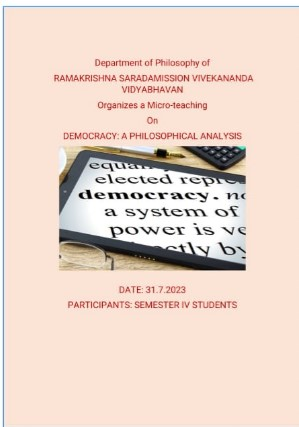 Department of Philosophy of
RAMAKRISHNA SARADAMISSION VIVEKANANDA
VIDYABHAVAN
Organizes a Micro-teaching
On
DEMOCRACY: A PHILOSOPHICAL ANALYSIS
elected repre
democracy. no
a system of
power is ve
ctly by
DATE: 31.7.2023
PARTICIPANTS: SEMESTER IV STUDENTS